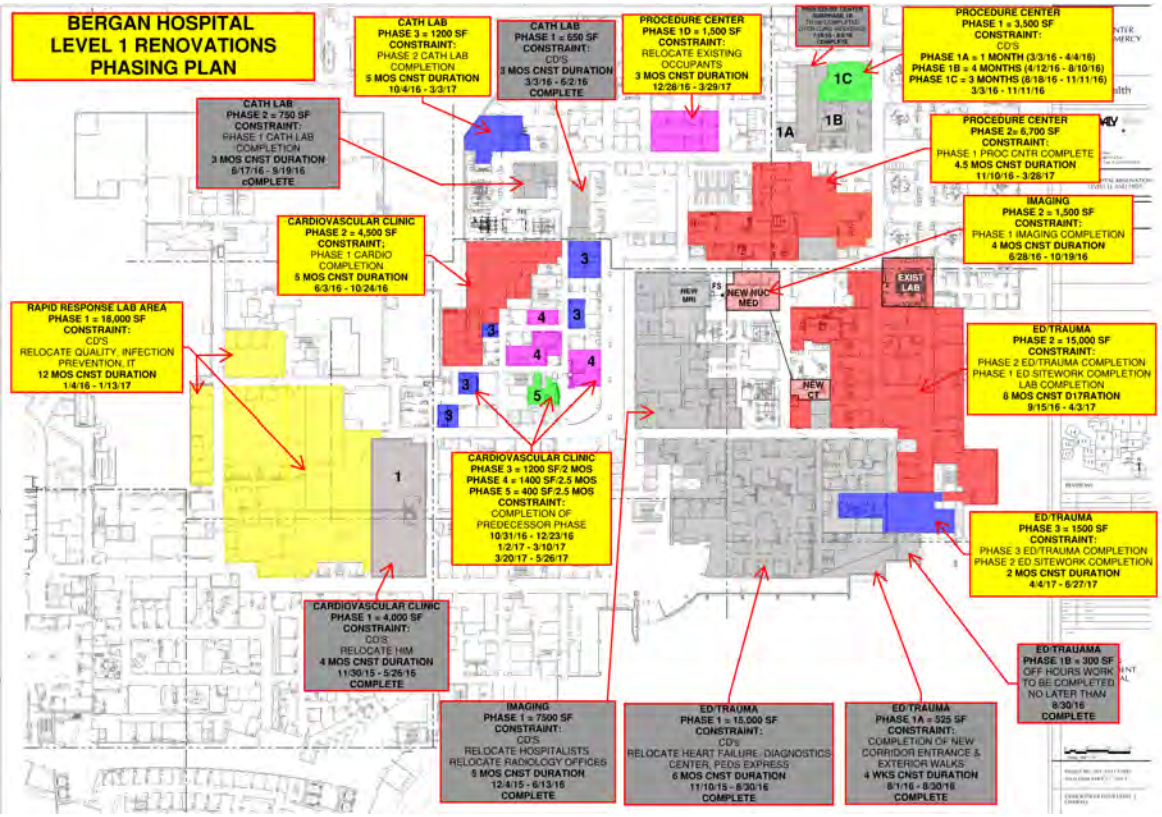 BERGAN HOSPITAL
LEVEL 1 RENOVATIONS
PHASING PLAN
CATH LAB
PHASE 3 = 1200 SF
CONSTRAINT:
PHASE 2 CATH LAB
COMPLETION
5 MOS CNST DURATION
10/4/16 - 3/3/17
CATH LAB
PHASE 1 = 650 SF
CONSTRAINT:
CD'S
3 MOS CNST DURATION
3/3/16 - 6/2/16
COMPLETE
PROCEDURE CENTER
PHASE 1D = 1,500 SF
CONSTRAINT:
RELOCATE EXISTING
OCCUPANTS
3 MOS CNST DURATION
12/28/16 - 3/29/17
PROCEDURE CENTER
COMPLETE
PROCEDURE CENTER
PHASE 1 = 3,500 SF
CONSTRAINT:
CD'S
PHASE 1A = 1 MONTH (3/3/16 - 4/4/16)
PHASE 1B = 4 MONTHS (4/12/16 - 8/10/16)
PHASE 1C = 3 MONTHS (8/18/16 - 11/11/16)
3/3/16 - 11/11/16
CATH LAB
PHASE 2 = 750 SF
CONSTRAINT:
PHASE 1 CATH LAB
COMPLETION
3 MOS CNST DURATION
6/17/16 - 9/19/16
cOMPLETE
1C
1B
1A
PROCEDURE CENTER
PHASE 2= 6,700 SF
CONSTRAINT:
PHASE 1 PROC CNTR COMPLETE
4.5 MOS CNST DURATION
11/10/16 - 3/28/17
IMAGING
PHASE 2 = 1,500 SF
CONSTRAINT:
PHASE 1 IMAGING COMPLETION
4 MOS CNST DURATION
6/28/16 - 10/19/16
CARDIOVASCULAR CLINIC
PHASE 2 = 4,500 SF
CONSTRAINT;
PHASE 1 CARDIO
COMPLETION
5 MOS CNST DURATION
6/3/16 - 10/24/16
3
3
3
3
3
4
4
4
5
NEW
MRI
FS
NEW NUC
MED
EXIST
LAB
NEW
CT
RAPID RESPONSE LAB AREA
PHASE 1 = 18,000 SF
CONSTRAINT:
CD'S
RELOCATE QUALITY, INFECTION
PREVENTION, IT
12 MOS CNST DURATION
1/4/16 - 1/13/17
ED/TRAUMA
PHASE 2 = 15,000 SF
CONSTRAINT:
PHASE 2 ED/TRAUMA COMPLETION
PHASE 1 ED SITEWORK COMPLETION
LAB COMPLETION
8 MOS CNST D17RATION
9/15/16 - 4/3/17
1
CARDIOVASCULAR CLINIC
PHASE 3 = 1200 SF/2 MOS
PHASE 4 = 1400 SF/2.5 MOS
PHASE 5 = 400 SF/2.5 MOS
CONSTRAINT:
COMPLETION OF
PREDECESSOR PHASE
10/31/16 - 12/23/16
1/2/17 - 3/10/17
3/20/17 - 5/26/17
ED/TRAUMA
PHASE 3 = 1500 SF
CONSTRAINT:
PHASE 3 ED/TRAUMA COMPLETION
PHASE 2 ED SITEWORK COMPLETION
2 MOS CNST DURATION
4/4/17 - 6/27/17
CARDIOVASCULAR CLINIC
PHASE 1 = 4,000 SF
CONSTRAINT:
CD'S
RELOCATE HIM
4 MOS CNST DURATION
11/30/15 - 5/26/16
COMPLETE
ED/TRAUAMA
PHASE 1B = 300 SF
OFF HOURS WORK
TO BE COMPLETED
NO LATER THAN
8/30/16
COMPLETE
IMAGING
PHASE 1 = 7500 SF
CONSTRAINT:
CD'S
RELOCATE HOSPITALISTS
RELOCATE RADIOLOGY OFFICES
5 MOS CNST DURATION
12/4/15 - 6/13/16
COMPLETE
ED/TRAUMA
PHASE 1 = 15,000 SF
CONSTRAINT:
CD's
RELOCATE HEART FAILURE, DIAGNOSTICS
CENTER, PEDS EXPRESS
6 MOS CNST DURATION
11/10/15 - 8/30/16
COMPLETE
ED/TRAUMA
PHASE 1A = 525 SF
CONSTRAINT:
COMPLETION OF NEW
CORRIDOR ENTRANCE &
EXTERIOR WALKS
4 WKS CNST DURATION
8/1/16 - 8/30/16
COMPLETE